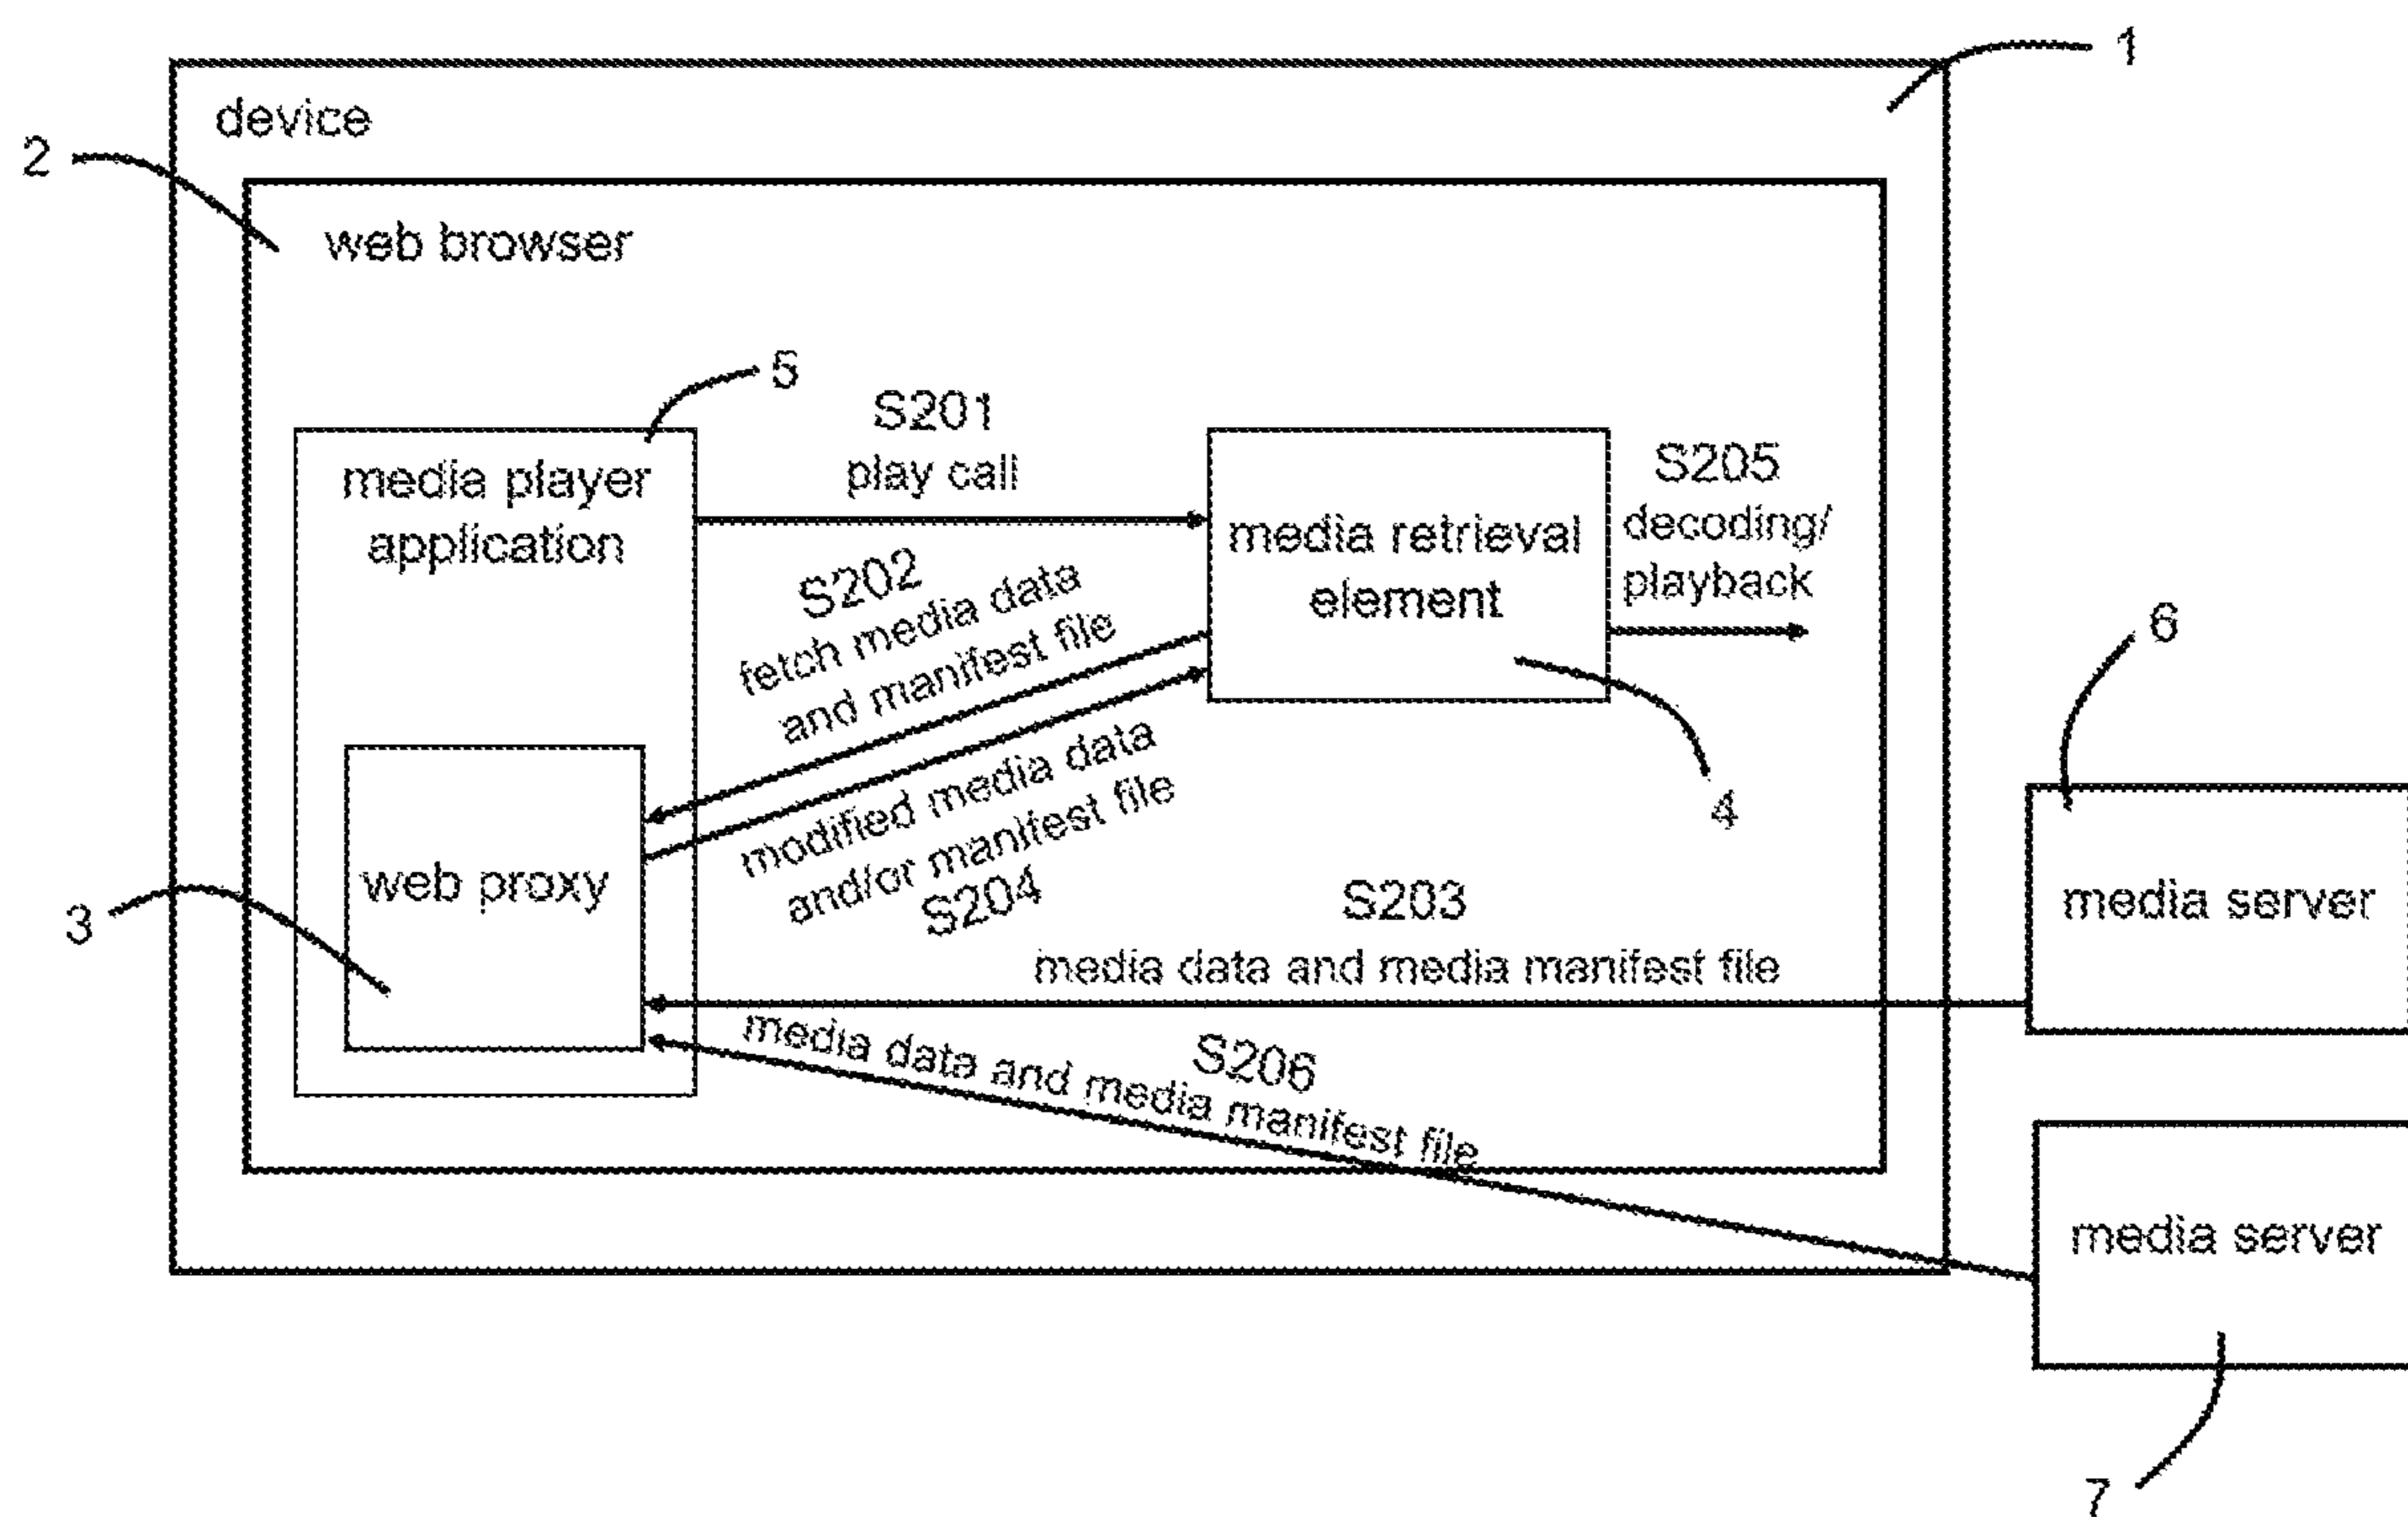 1
device
2
web browser
5
S201
play call
media player
application
S205
decoding/
playback
media retrieval
element
S202
fetch media data
and manifest file
6
modified media data
and/or manifest file
S204
4
web proxy
3
S203
media data and media manifest file
media server
S206
media data and media manifest file
media server
7